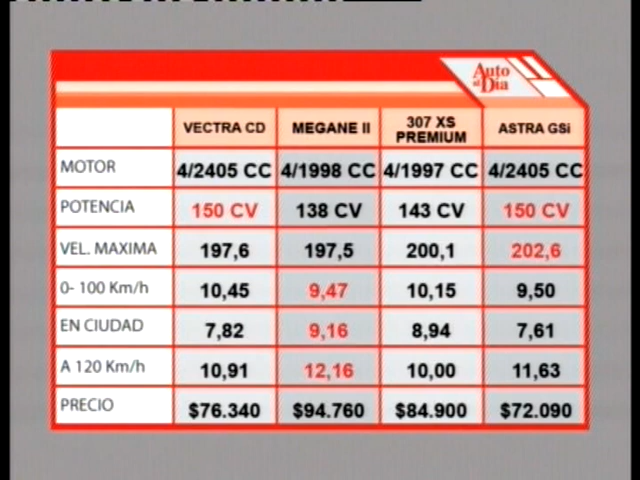 Auto
al
Día
VECTRA CD MEGANE II 307 XS PREMIUM ASTRA GSi
MOTOR 4/2405 CC 4/1998 CC 4/1997 CC 4/2405 CC
POTENCIA 150 CV 138 CV 143 CV 150 CV
VEL. MAXIMA 197,6 197,5 200,1 202,6
0- 100 Km/h 10,45 9,47 10,15 9,50
EN CIUDAD 7,82 9,16 8,94 7,61
A 120 Km/h 10,91 12,16 10,00 11,63
PRECIO $76.340 $94.760 $84.900 $72.090